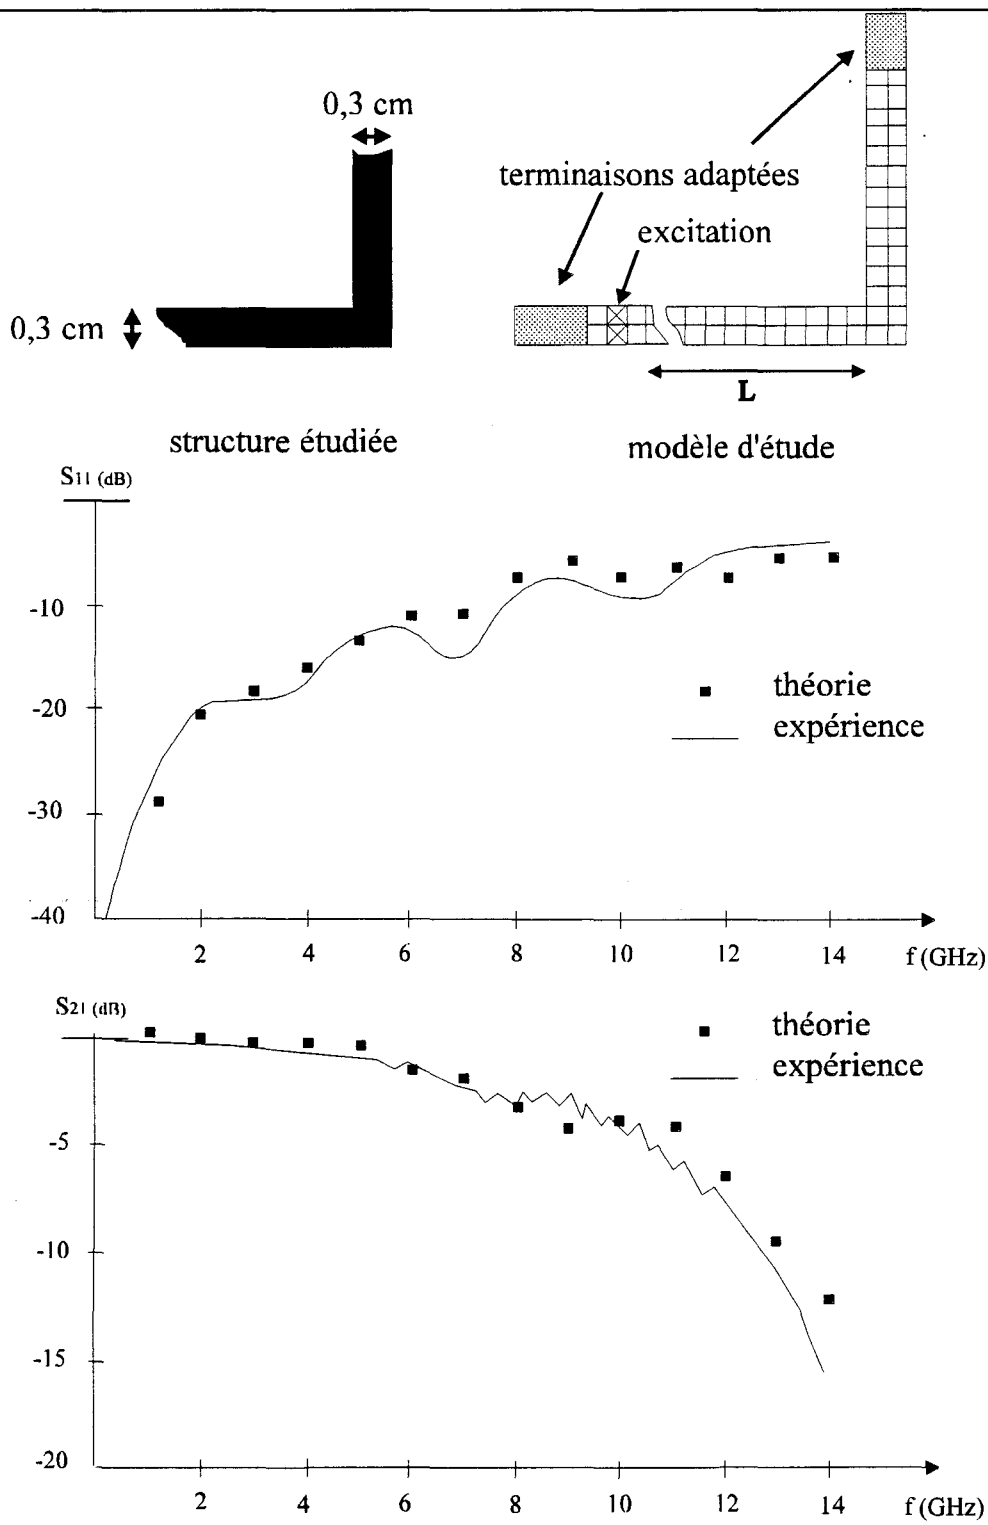 0,3 cm
terminaisons adaptées
excitation
0,3 cm
L
structure étudiée
modèle d'étude
S11 (dB)
-10
-20
-30
-40
théorie
expérience
2 4 6 8 10 12 14 f (GHz)
S21 (dB)
théorie
expérience
-5
-10
-15
-20
2 4 6 8 10 12 14 f (GHz)